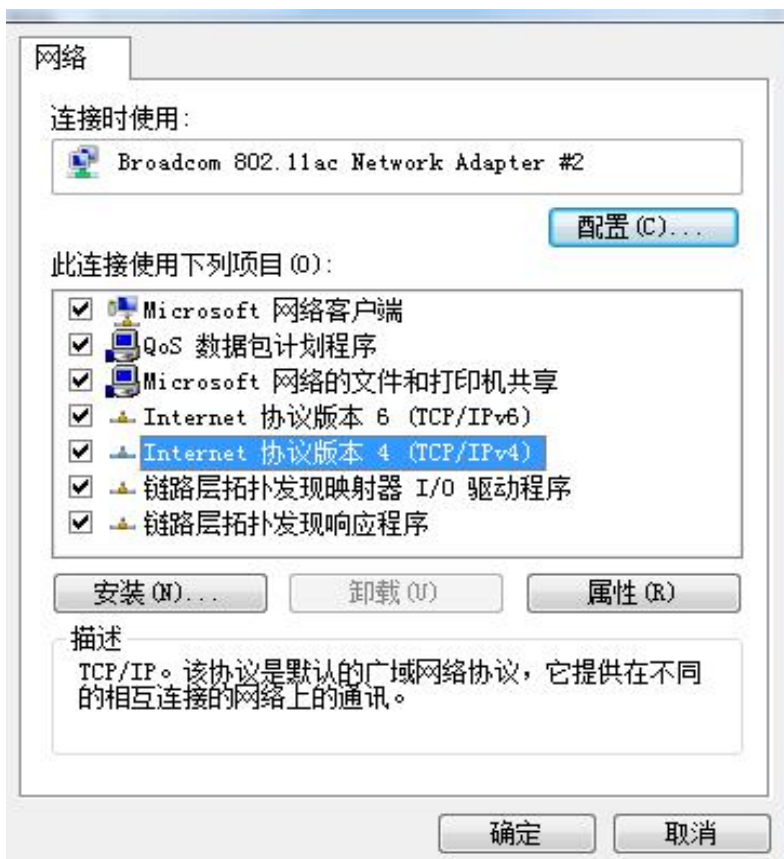 网络
连接时使用:
Broadcom 802.11ac Network Adapter #2
配置(C)...
此连接使用下列项目(O):
Microsoft 网络客户端
QoS 数据包计划程序
Microsoft 网络的文件和打印机共享
Internet 协议版本 6 (TCP/IPv6)
Internet 协议版本 4 (TCP/IPv4)
链路层拓扑发现映射器 I/O 驱动程序
链路层拓扑发现响应程序
安装(N)... 卸载(U) 属性(R)
描述
TCP/IP。该协议是默认的广域网络协议，它提供在不同
的相互连接的网络上的通讯。
确定 取消